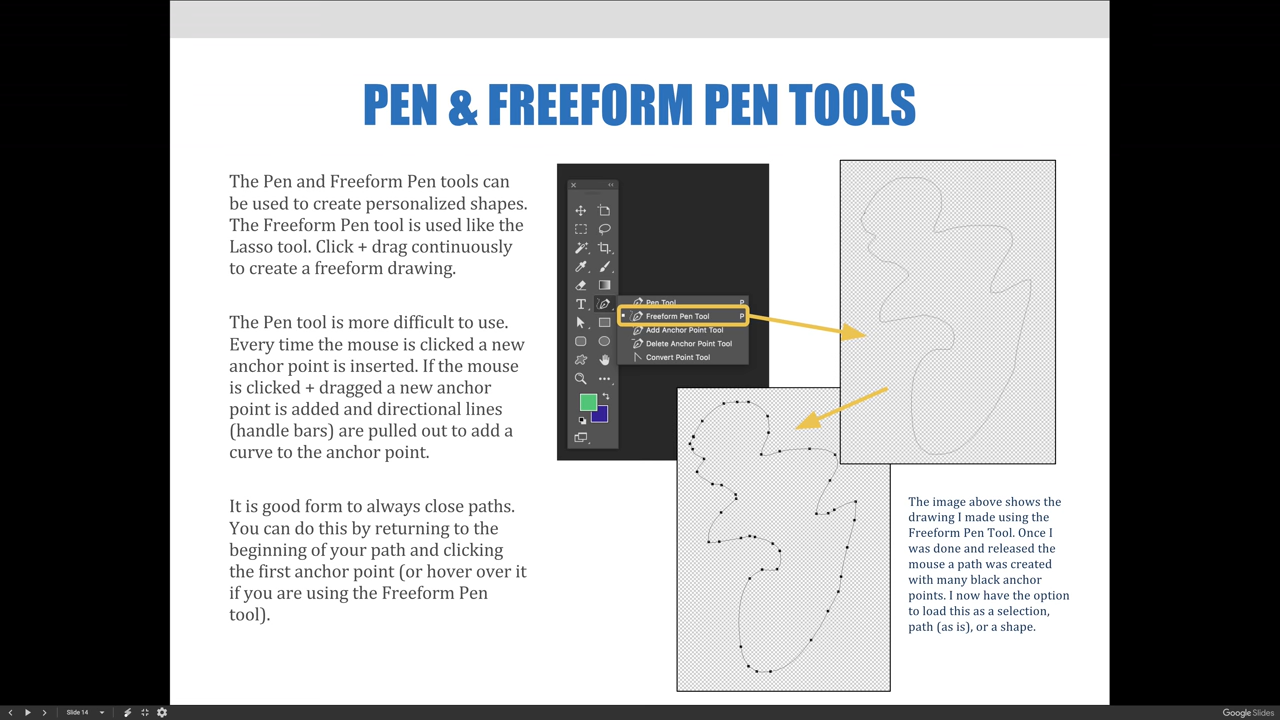 PEN & FREEFORM PEN TOOLS
The Pen and Freeform Pen tools can
be used to create personalized shapes.
The Freeform Pen tool is used like the
Lasso tool. Click + drag continuously
to create a freeform drawing.
The Pen tool is more difficult to use.
Every time the mouse is clicked a new
anchor point is inserted. If the mouse
is clicked + dragged a new anchor
point is added and directional lines
(handle bars) are pulled out to add a
curve to the anchor point.
It is good form to always close paths.
You can do this by returning to the
beginning of your path and clicking
the first anchor point (or hover over it
if you are using the Freeform Pen
tool).
Pen Tool P
Freeform Pen Tool P
Add Anchor Point Tool
Delete Anchor Point Tool
Convert Point Tool
The image above shows the
drawing I made using the
Freeform Pen Tool. Once I
was done and released the
mouse a path was created
with many black anchor
points. I now have the option
to load this as a selection,
path (as is), or a shape.
Slide 14
Google Slides